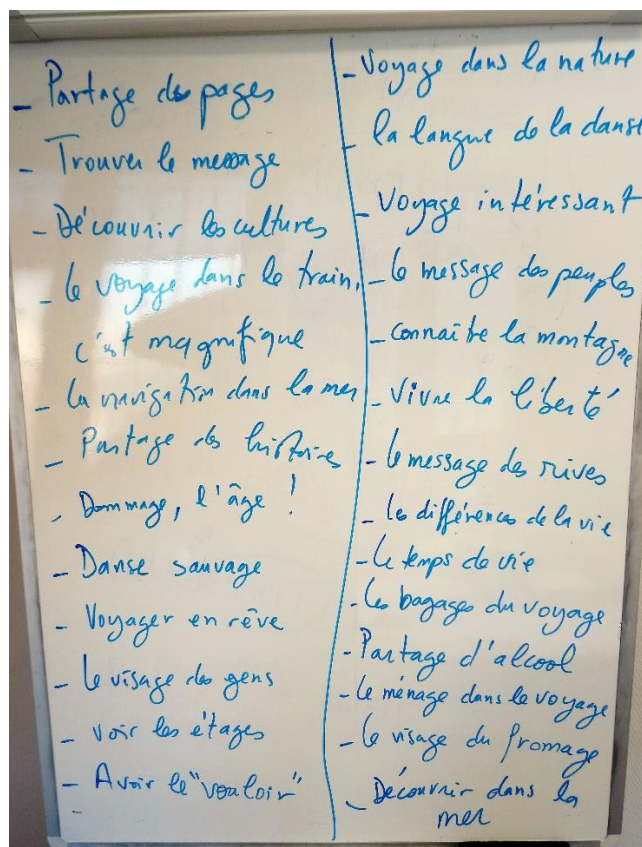 - Partage des pages
- Trouver le message
- Découvrir les cultures
- Le voyage dans le train,
c'est magnifique
- La navigation dans la mer
- Partage des histoires
- Dommage, l'âge !
- Danse sauvage
- Voyager en rêve
- Le visage des gens
- Voir les étages
- Avoir le "vouloir"
- Voyage dans la nature
- la langue de la danse
- Voyage intéressant
- Le message des peuples
- Connaître la montagne
- Vivre la liberté
- Le message des rives
- Les différences de la vie
- Le temps de vie
- Les bagages du voyage
- Partage d'alcool
- Le ménage dans le voyage
- Le visage du fromage
- Découvrir dans la
mer